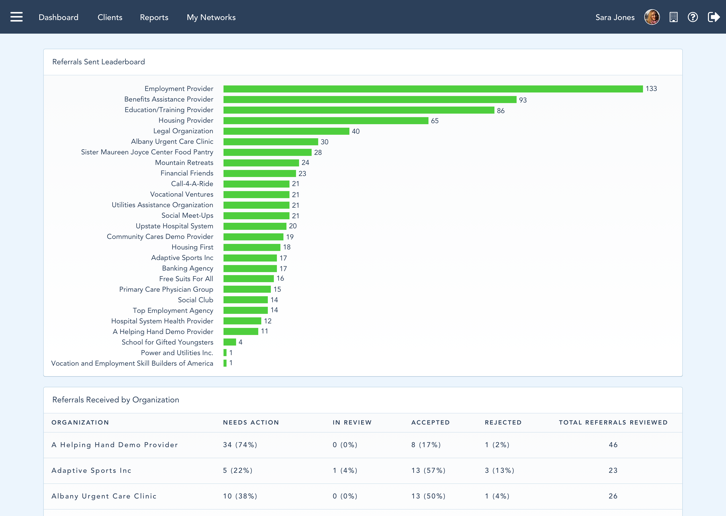 Dashboard Clients Reports My Networks Sara Jones
Referrals Sent Leaderboard
Employment Provider 133
Benefits Assistance Provider 93
Education/Training Provider 86
Housing Provider 65
Legal Organization 40
Albany Urgent Care Clinic 30
Sister Maureen Joyce Center Food Pantry 28
Mountain Retreats 24
Financial Friends 23
Call-4-A-Ride 21
Vocational Ventures 21
Utilities Assistance Organization 21
Social Meet-Ups 21
Upstate Hospital System 20
Community Cares Demo Provider 19
Housing First 18
Adaptive Sports Inc 17
Banking Agency 17
Free Suits For All 16
Primary Care Physician Group 15
Social Club 14
Top Employment Agency 14
Hospital System Health Provider 12
A Helping Hand Demo Provider 11
School for Gifted Youngsters 4
Power and Utilities Inc. 1
Vocation and Employment Skill Builders of America 1
Referrals Received by Organization
ORGANIZATION NEEDS ACTION IN REVIEW ACCEPTED REJECTED TOTAL REFERRALS REVIEWED
A Helping Hand Demo Provider 34 (74%) 0 (0%) 8 (17%) 1 (2%) 46
Adaptive Sports Inc 5 (22%) 1 (4%) 13 (57%) 3 (13%) 23
Albany Urgent Care Clinic 10 (38%) 0 (0%) 13 (50%) 1 (4%) 26